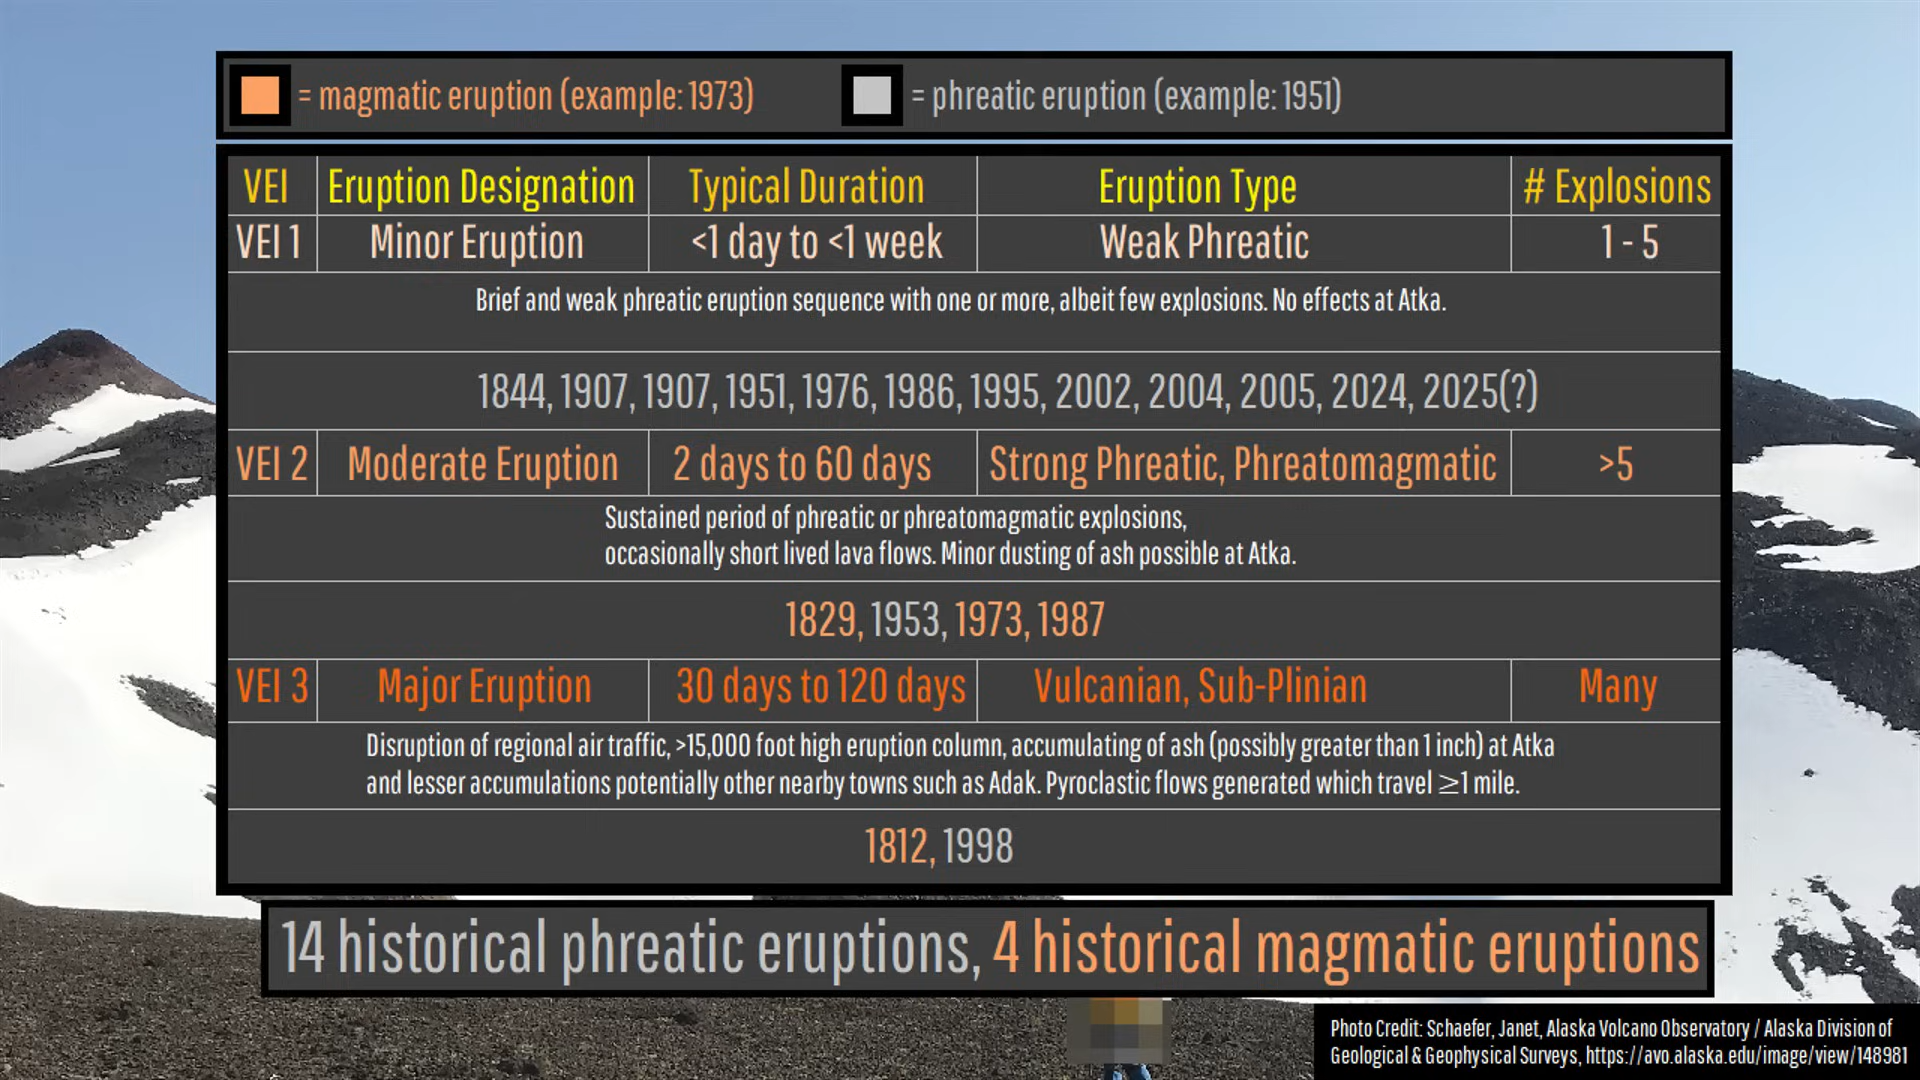 = magmatic eruption (example: 1973) = phreatic eruption (example: 1951)
VEI Eruption Designation Typical Duration Eruption Type # Explosions
VEI 1 Minor Eruption <1 day to <1 week Weak Phreatic 1 - 5
Brief and weak phreatic eruption sequence with one or more, albeit few explosions. No effects at Atka.
1844, 1907, 1907, 1951, 1976, 1986, 1995, 2002, 2004, 2005, 2024, 2025(?)
VEI 2 Moderate Eruption 2 days to 60 days Strong Phreatic, Phreatomagmatic >5
Sustained period of phreatic or phreatomagmatic explosions,
occasionally short lived lava flows. Minor dusting of ash possible at Atka.
1829, 1953, 1973, 1987
VEI 3 Major Eruption 30 days to 120 days Vulcanian, Sub-Plinian Many
Disruption of regional air traffic, >15,000 foot high eruption column, accumulating of ash (possibly greater than 1 inch) at Atka
and lesser accumulations potentially other nearby towns such as Adak. Pyroclastic flows generated which travel ≥1 mile.
1812, 1998
14 historical phreatic eruptions, 4 historical magmatic eruptions
Photo Credit: Schaefer, Janet, Alaska Volcano Observatory / Alaska Division of
Geological & Geophysical Surveys, https://avo.alaska.edu/image/view/148981